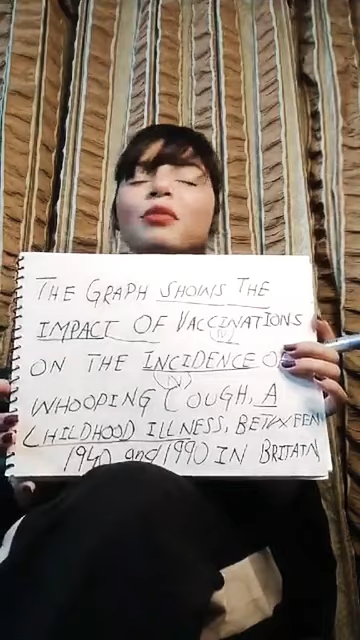 THE GRAPH SHOWS THE
IMPACT OF VACCINATIONS
(N)
ON THE INCIDENCE OF
(N)
WHOOPING COUGH, A
CHILDHOOD ILLNESS, BETWEEN
1940 and 1990 IN BRITAIN,